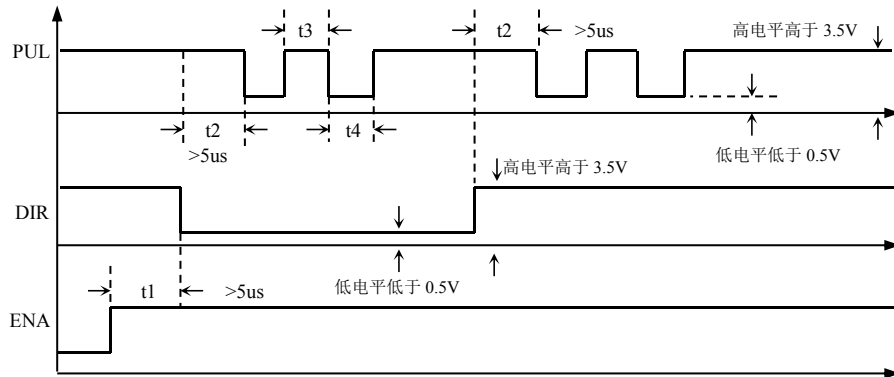 t3
t2
>5us
高电平高于 3.5V
PUL
t2
t4
>5us
低电平低于 0.5V
高电平高于 3.5V
DIR
t1
>5us
低电平低于 0.5V
ENA